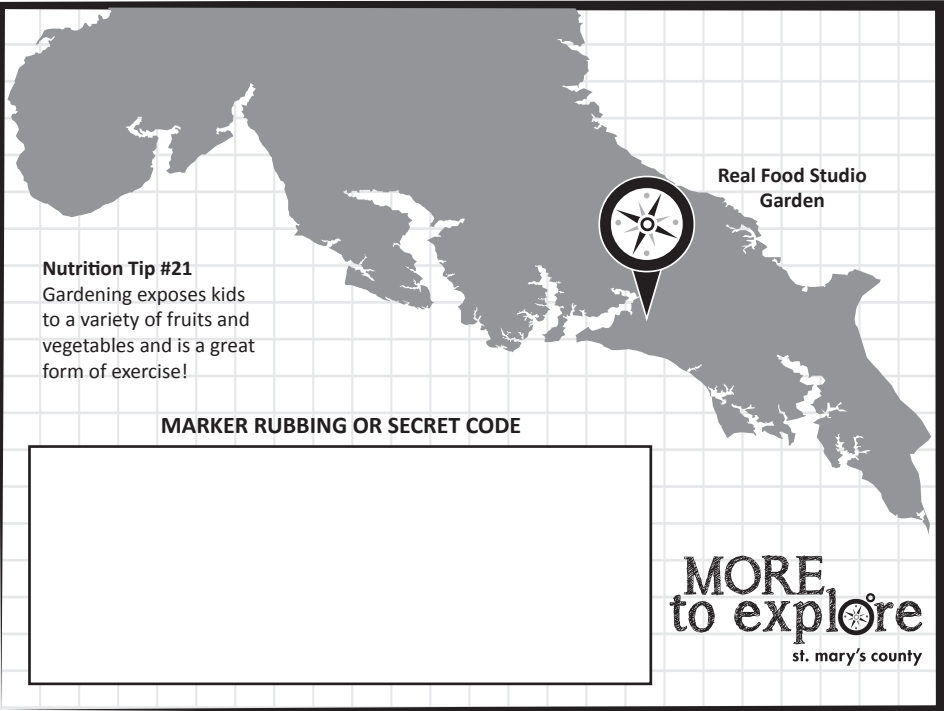 Real Food Studio
Garden
Nutrition Tip #21
Gardening exposes kids
to a variety of fruits and
vegetables and is a great
form of exercise!
MARKER RUBBING OR SECRET CODE
MORE
to explore
st. mary's county